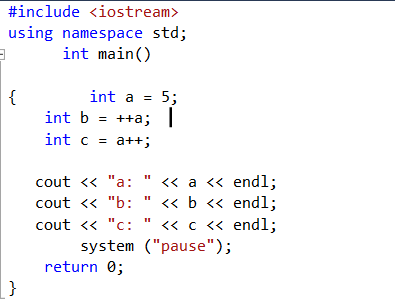 #include <iostream>
using namespace std;
int main()
{ int a = 5;
int b = ++a;
int c = a++;
cout << "a: " << a << endl;
cout << "b: " << b << endl;
cout << "c: " << c << endl;
system ("pause");
return 0;
}